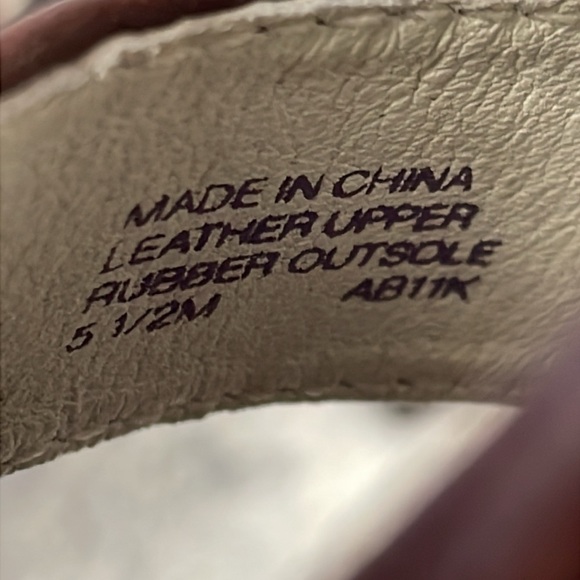 MADE IN CHINA
LEATHER UPPER
RUBBER OUTSOLE
5 1/2M AB11K